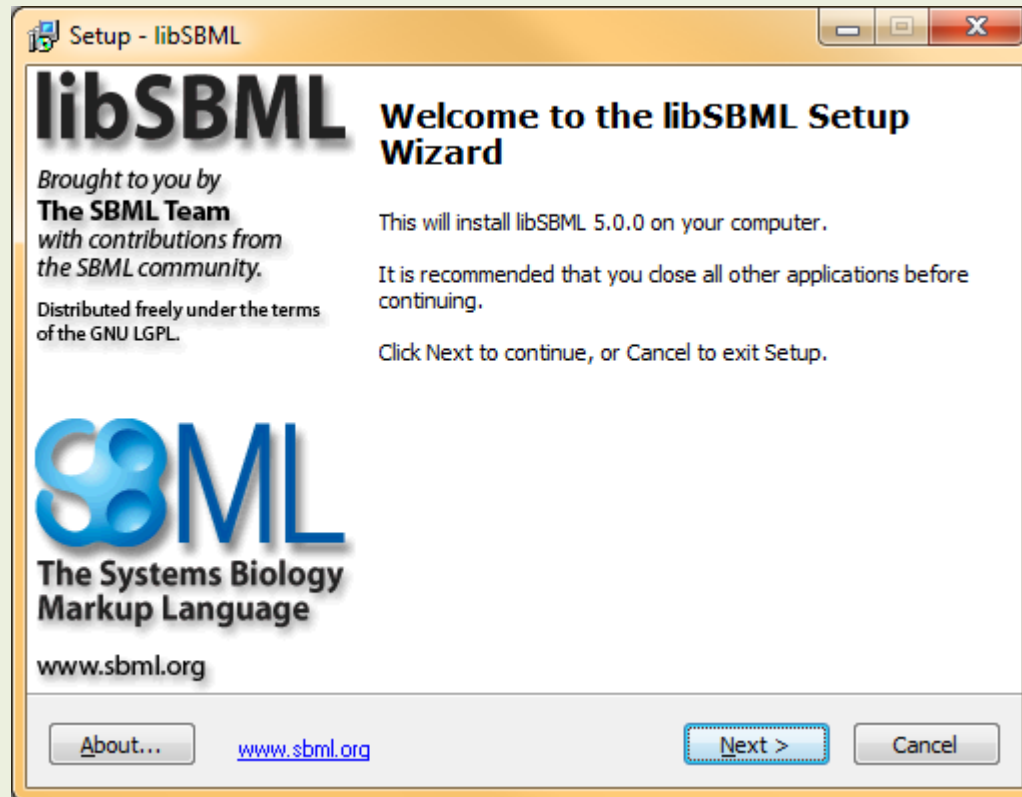 Setup - libSBML
libSBML
Brought to you by
The SBML Team
with contributions from
the SBML community.
Distributed freely under the terms
of the GNU LGPL.
SBML
The Systems Biology
Markup Language
www.sbml.org
Welcome to the libSBML Setup
Wizard
This will install libSBML 5.0.0 on your computer.
It is recommended that you close all other applications before
continuing.
Click Next to continue, or Cancel to exit Setup.
About...
www.sbml.org
Next >
Cancel